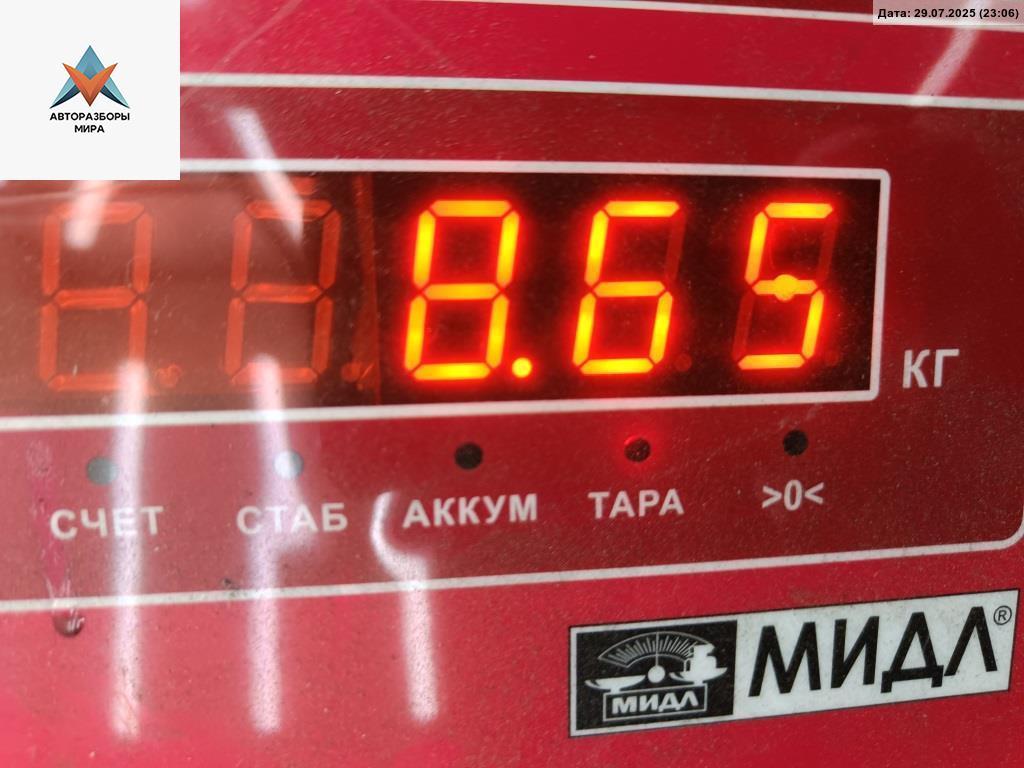 Дата: 29.07.2025 (23:06)
АВТОРАЗБОРЫ
МИРА
8.65
КГ
СЧЕТ СТАБ АККУМ ТАРА >0<
МИДЛ МИДЛ®